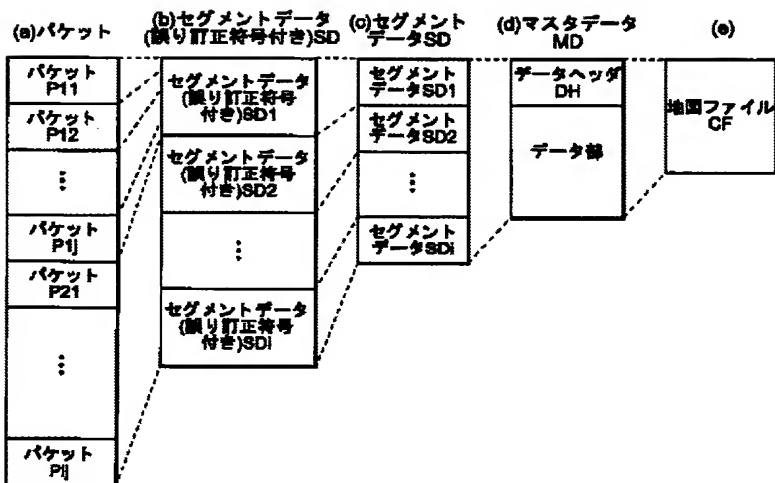 (a)パケット
パケット
P11
パケット
P12
⋮
パケット
P1j
パケット
P21
⋮
パケット
Pij
(b)セグメントデータ
(誤り訂正符号付き)SD
セグメントデータ
(誤り訂正符号
付き)SD1
セグメントデータ
(誤り訂正符号
付き)SD2
⋮
セグメントデータ
(誤り訂正符号
付き)SDi
(c)セグメント
データSD
セグメント
データSD1
セグメント
データSD2
⋮
セグメント
データSDi
(d)マスタデータ
MD
データヘッダ
DH
データ部
(e)
地図ファイル
CF